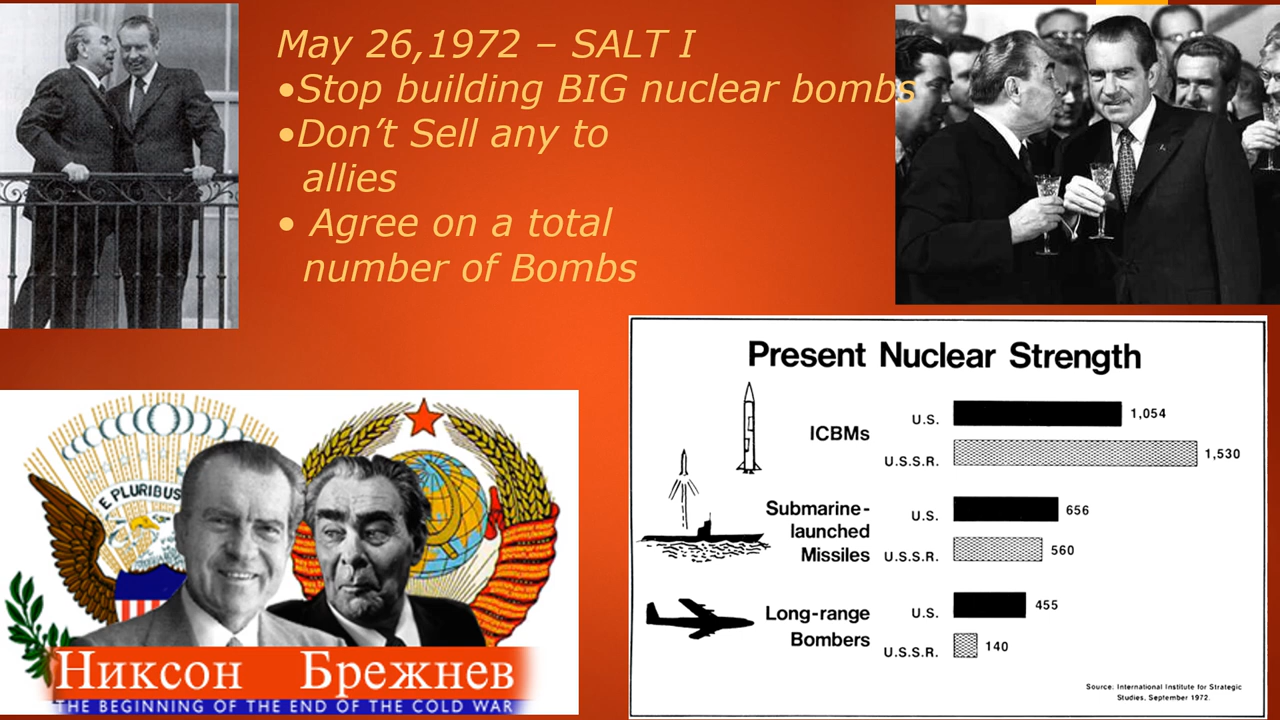 May 26,1972 – SALT I
•Stop building BIG nuclear bombs
•Don’t Sell any to
allies
• Agree on a total
number of Bombs
E PLURIBUS
Никсон Брежнев
THE BEGINNING OF THE END OF THE COLD WAR
Present Nuclear Strength
ICBMs
U.S. 1,054
U.S.S.R. 1,530
Submarine-
launched
Missiles
U.S. 656
U.S.S.R. 560
Long-range
Bombers
U.S. 455
U.S.S.R. 140
Source: International Institute for Strategic
Studies, September 1972.